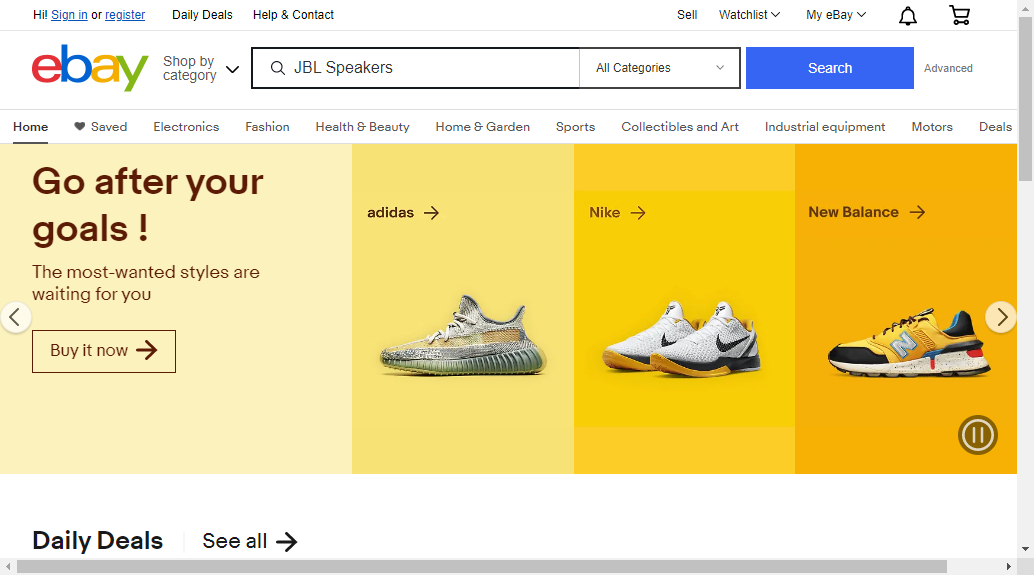 Hi! Sign in or register Daily Deals Help & Contact Sell Watchlist My eBay
ebay Shop by category JBL Speakers All Categories Search Advanced
Home Saved Electronics Fashion Health & Beauty Home & Garden Sports Collectibles and Art Industrial equipment Motors Deals
Go after your
goals !
The most-wanted styles are
waiting for you
Buy it now
adidas
Nike
New Balance
N
Daily Deals See all